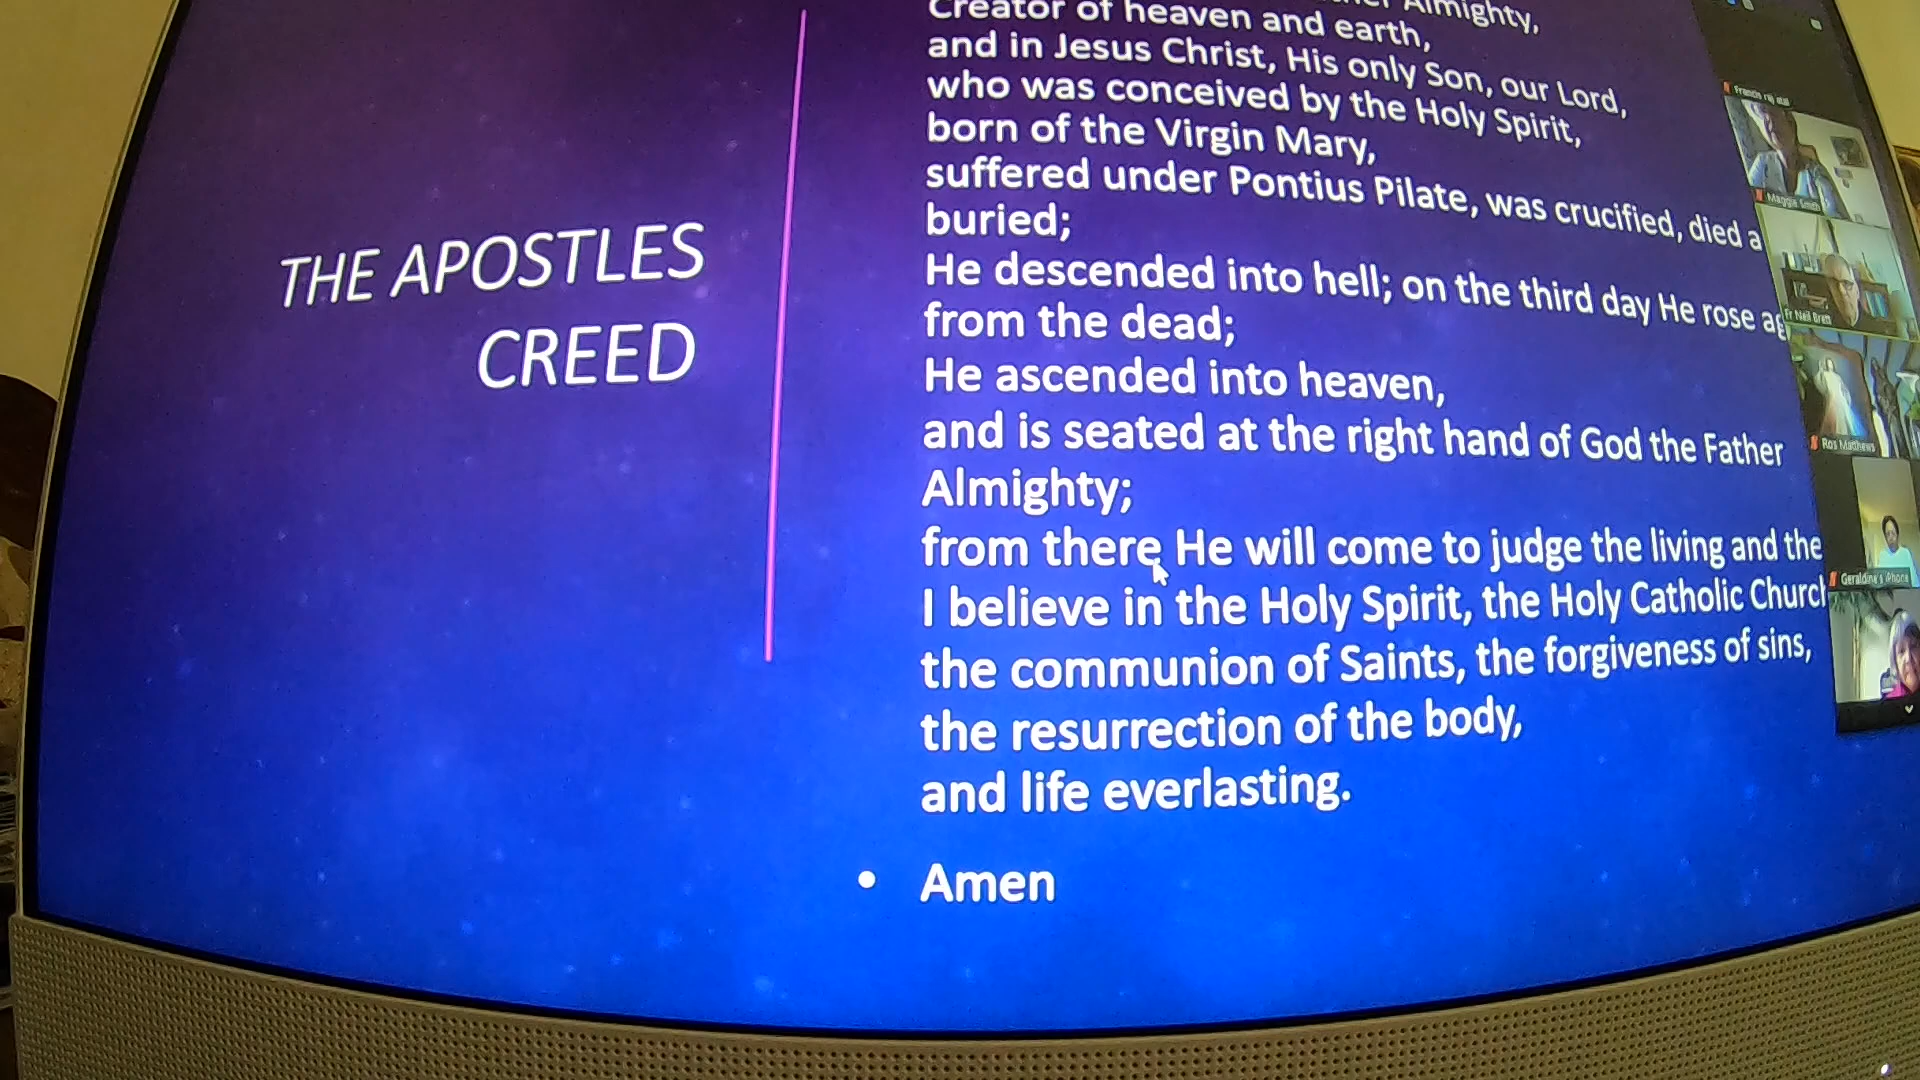 Almighty,
Creator of heaven and earth,
and in Jesus Christ, His only Son, our Lord,
who was conceived by the Holy Spirit,
born of the Virgin Mary,
suffered under Pontius Pilate, was crucified, died a
buried;
He descended into hell; on the third day He rose ag
from the dead;
He ascended into heaven,
and is seated at the right hand of God the Father
Almighty;
from there He will come to judge the living and the
I believe in the Holy Spirit, the Holy Catholic Churc
the communion of Saints, the forgiveness of sins,
the resurrection of the body,
and life everlasting.
• Amen
THE APOSTLES
CREED
Francis
Maggie Smith
Fr Neil Brett
Ros Matthews
Geraldine's iPhone